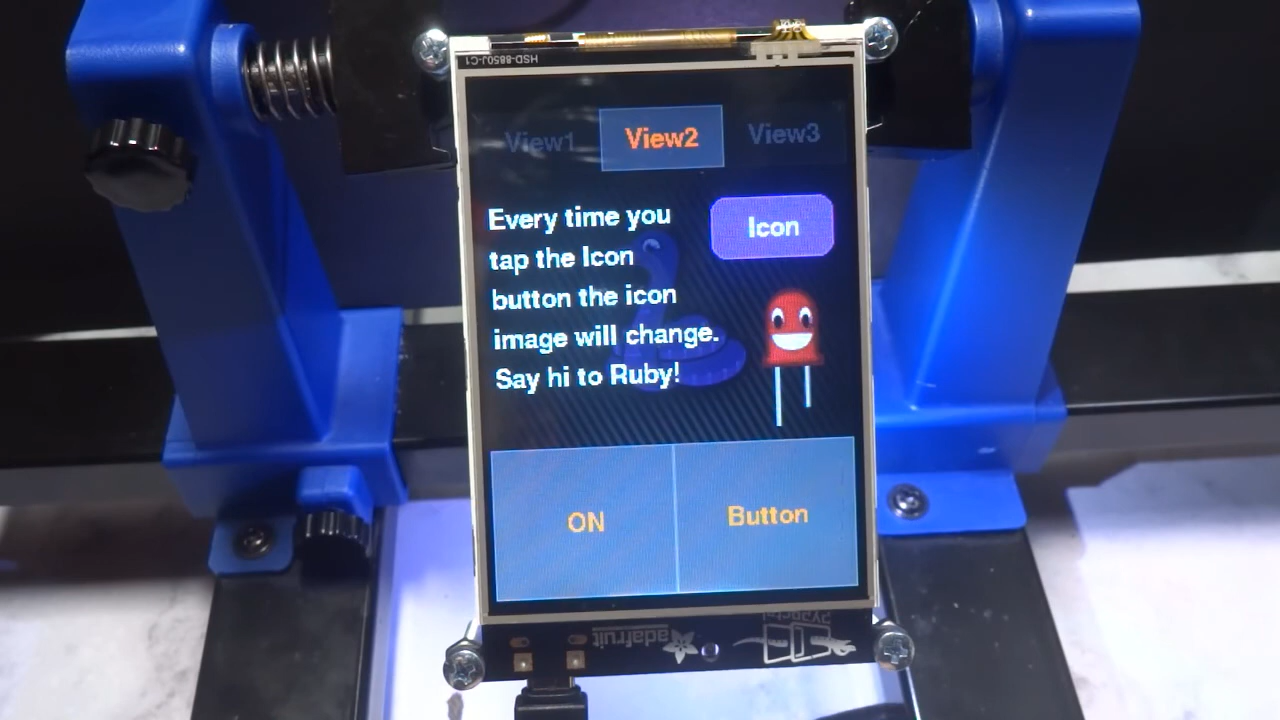 HSD-8850J-C1
View1 View2 View3
Icon
Every time you
tap the Icon
button the icon
image will change.
Say hi to Ruby!
ON Button
adafruit